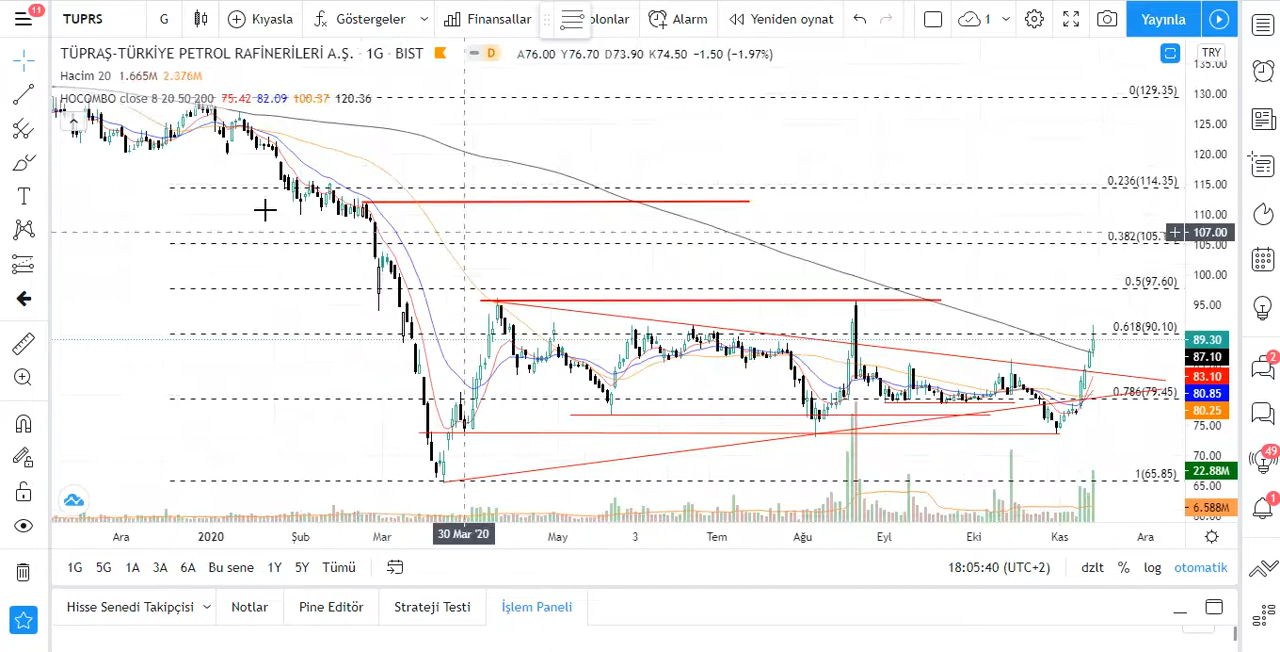 11
TUPRS
G
Kıyasla
Göstergeler
Finansallar
olonlar
Alarm
Yeniden oynat
1
Yayınla
TÜPRAŞ-TÜRKİYE PETROL RAFİNERİLERİ A.Ş. · 1G · BIST
D
A76.00 Y76.70 D73.90 K74.50 −1.50 (−1.97%)
TRY
Hacim 20 1.665M 2.376M
HOCOMBO close 8 20 50 200 75.42 82.09 100.37 120.36
0(129.35)
0.236(114.35)
0.5(97.60)
0.618(90.10)
0.786(79.45)
1(65.85)
135.00
130.00
125.00
120.00
115.00
110.00
107.00
105.00
100.00
95.00
89.30
87.10
83.10
80.85
80.25
75.00
70.00
22.88M
65.00
6.588M
60.00
Ara
2020
Şub
Mar
30 Mar '20
May
3
Tem
Ağu
Eyl
Eki
Kas
Ara
1G
5G
1A
3A
6A
Bu sene
1Y
5Y
Tümü
18:05:40 (UTC+2)
dzlt
%
log
otomatik
Hisse Senedi Takipçisi
Notlar
Pine Editör
Strateji Testi
İşlem Paneli
2
49
1